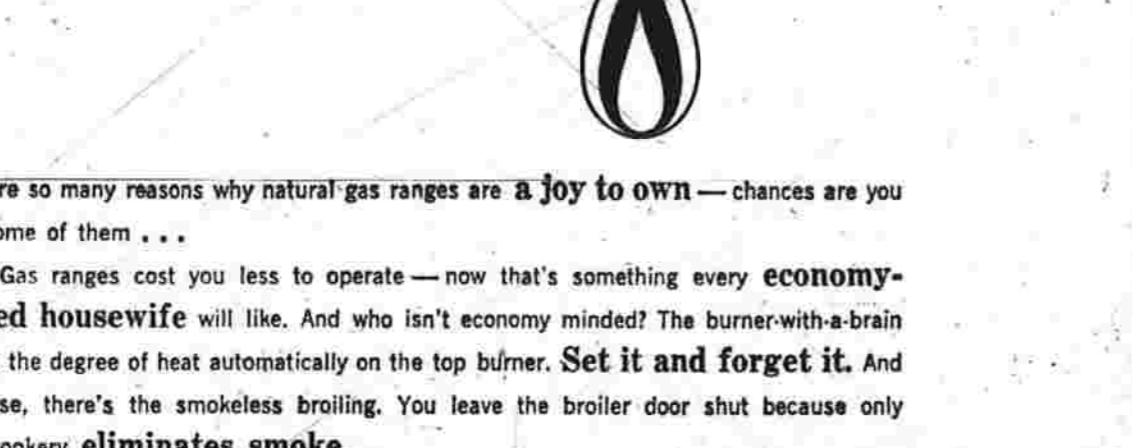 re so many reasons why natural gas ranges are a joy to own — chances are you
ome of them . . .
Gas ranges cost you less to operate — now that's something every economy-
ed housewife will like. And who isn't economy minded? The burner-with-a-brain
the degree of heat automatically on the top burner. Set it and forget it. And
se, there's the smokeless broiling. You leave the broiler door shut because only
ookery eliminates smoke.